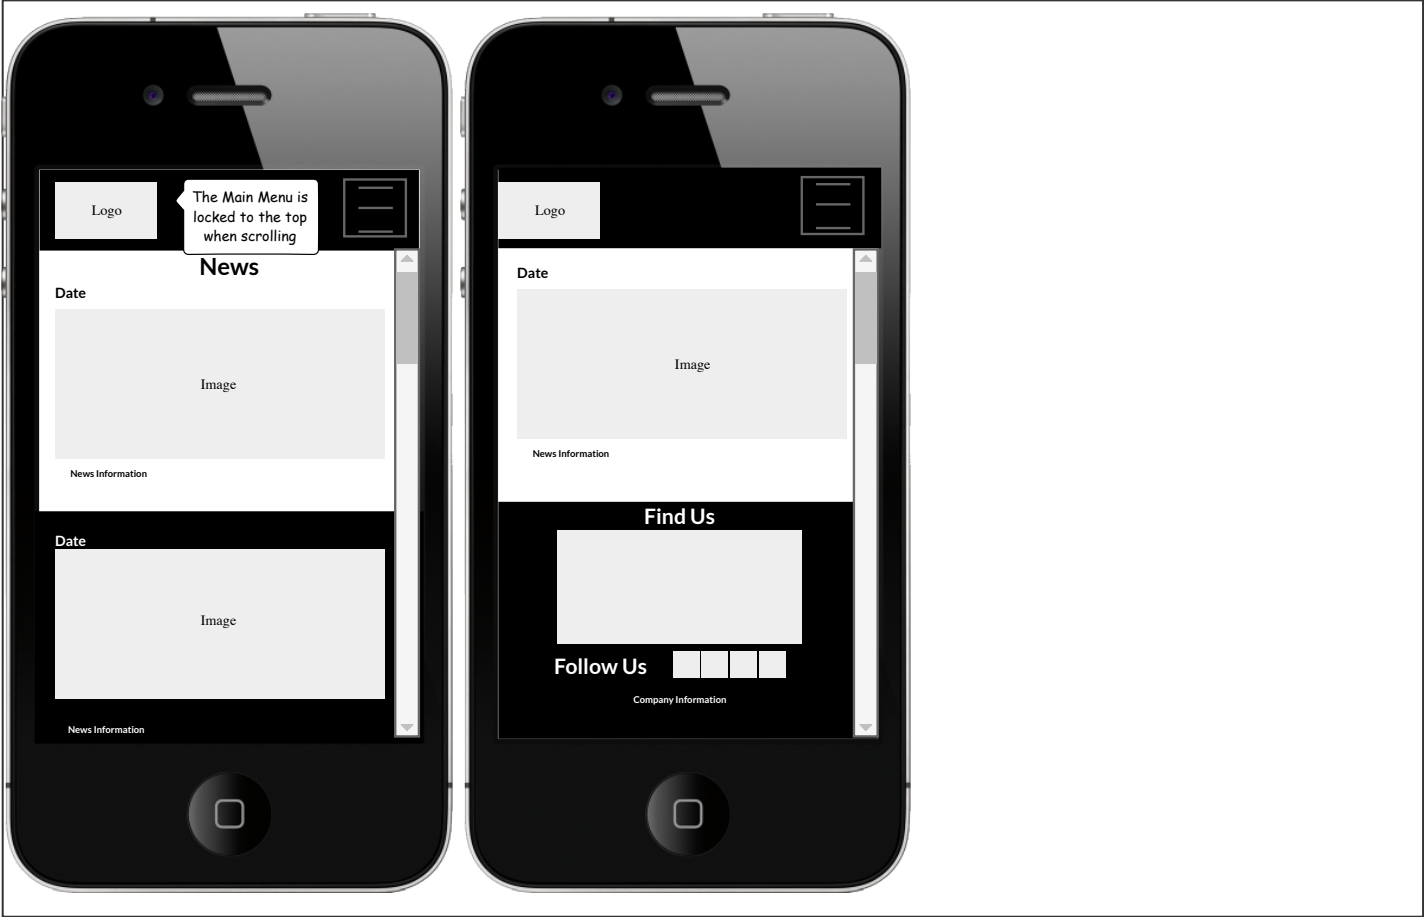 Logo
The Main Menu is
locked to the top
when scrolling
News
Date
Image
News Information
Date
Image
News Information
Logo
Date
Image
News Information
Find Us
Follow Us
Company Information